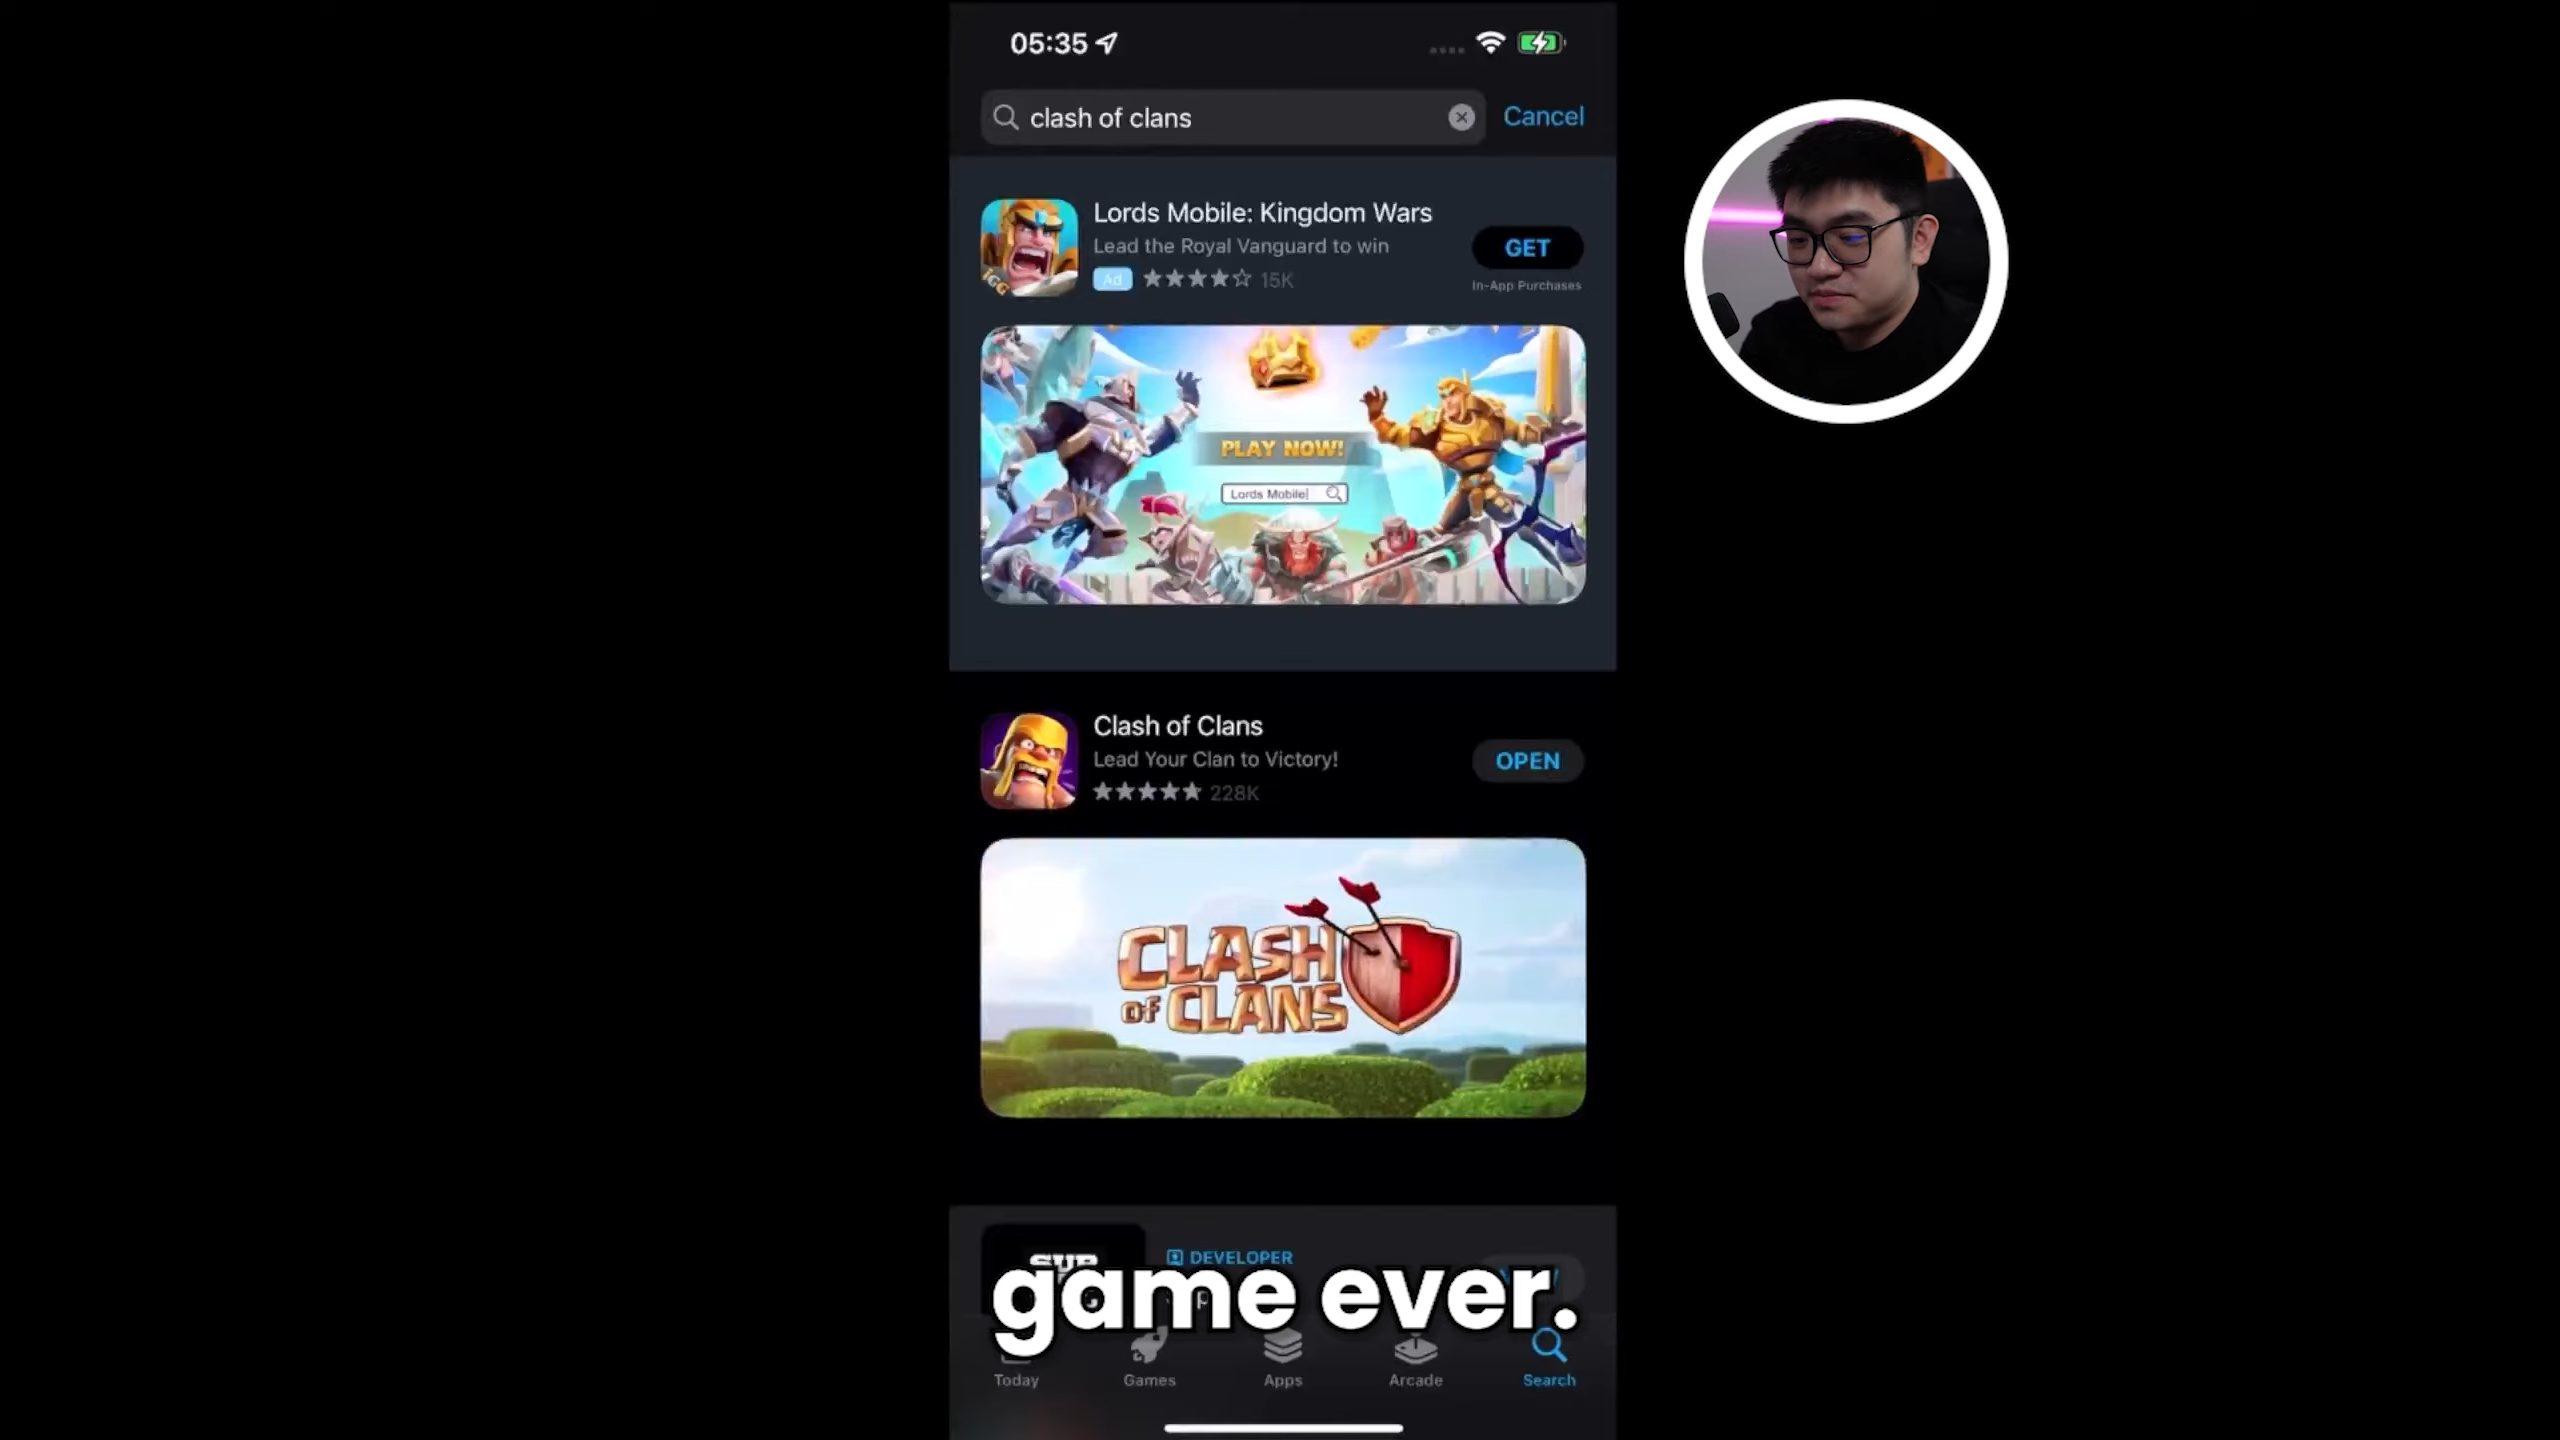 05:35
clash of clans
Cancel
Lords Mobile: Kingdom Wars
Lead the Royal Vanguard to win
GET
Ad 15K
In-App Purchases
IGG
PLAY NOW!
Lords Mobile
Clash of Clans
Lead Your Clan to Victory!
OPEN
228K
CLASH
OF CLANS
DEVELOPER
game ever.
Today
Games
Apps
Arcade
Search